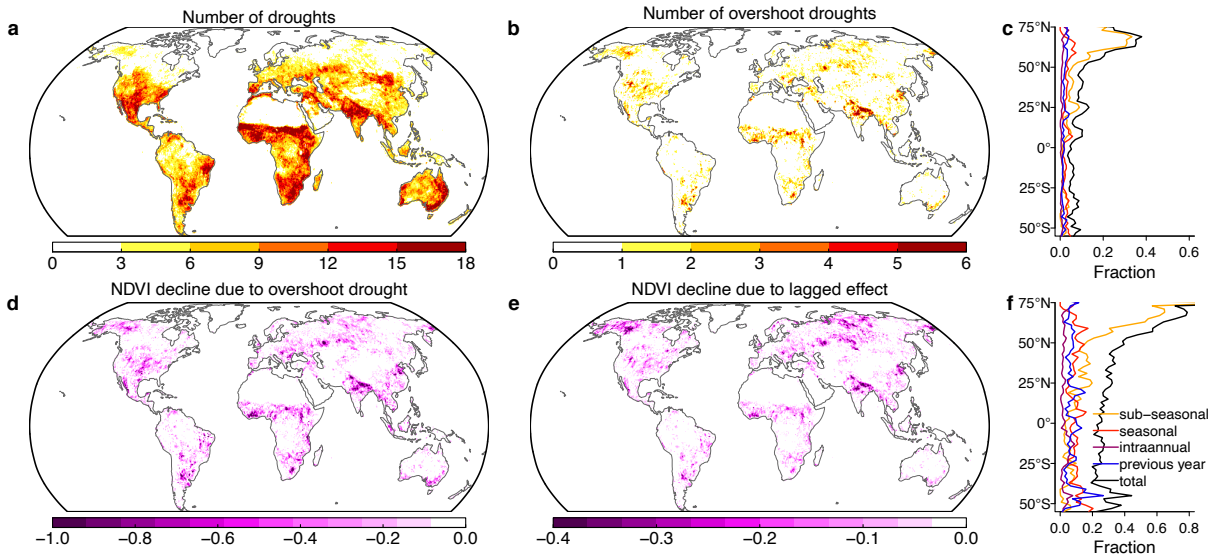 a
Number of droughts
0 3 6 9 12 15 18
b
Number of overshoot droughts
0 1 2 3 4 5 6
c
75°N
50°N
25°N
0°
25°S
50°S
0.0 0.2 0.4 0.6
Fraction
d
NDVI decline due to overshoot drought
−1.0 −0.8 −0.6 −0.4 −0.2 0.0
e
NDVI decline due to lagged effect
−0.4 −0.3 −0.2 −0.1 0.0
f
75°N
50°N
25°N
0°
25°S
50°S
sub−seasonal
seasonal
intraannual
previous year
total
0.0 0.2 0.4 0.6 0.8
Fraction